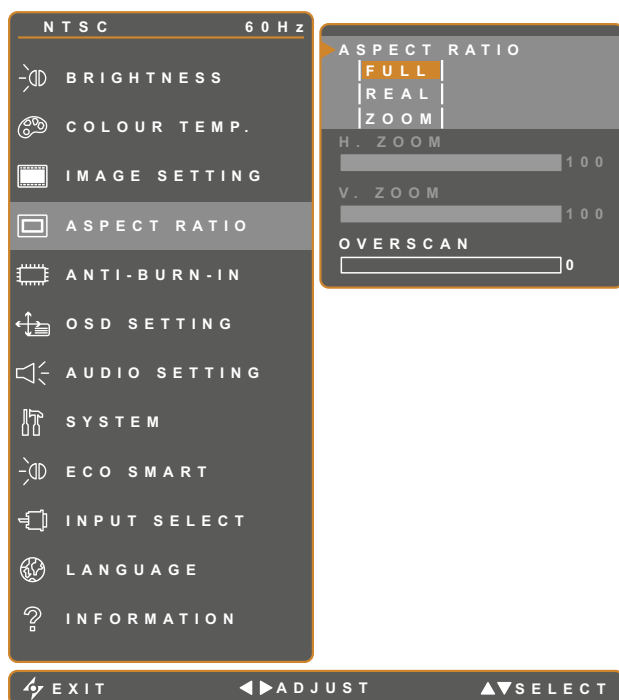 NTSC 60Hz
BRIGHTNESS
COLOUR TEMP.
IMAGE SETTING
ASPECT RATIO
ANTI-BURN-IN
OSD SETTING
AUDIO SETTING
SYSTEM
ECO SMART
INPUT SELECT
LANGUAGE
INFORMATION
ASPECT RATIO
FULL
REAL
ZOOM
H. ZOOM
100
V. ZOOM
100
OVERSCAN
0
EXIT ADJUST SELECT